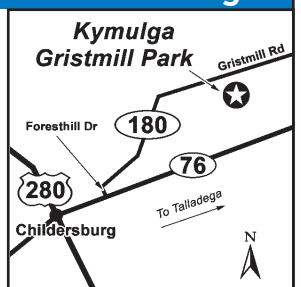 Kymulga
Gristmill Park
Gristmill Rd
Foresthill Dr
180
76
280
To Talladega
Childersburg
N